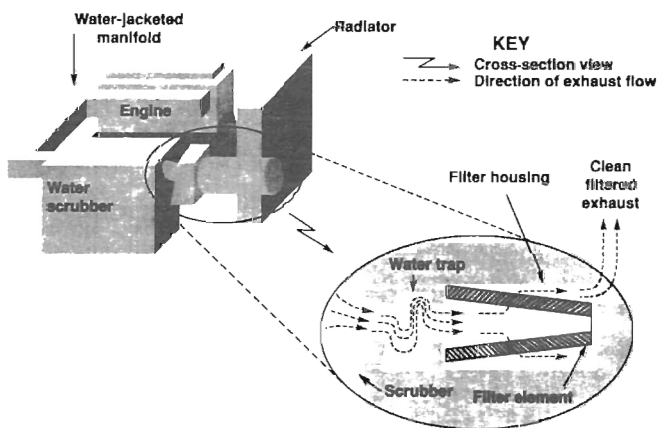 Water-jacketed
manifold
Radiator
KEY
Cross-section view
Direction of exhaust flow
Engine
Water
scrubber
Filter housing
Clean
filtered
exhaust
Water trap
Scrubber
Filter element